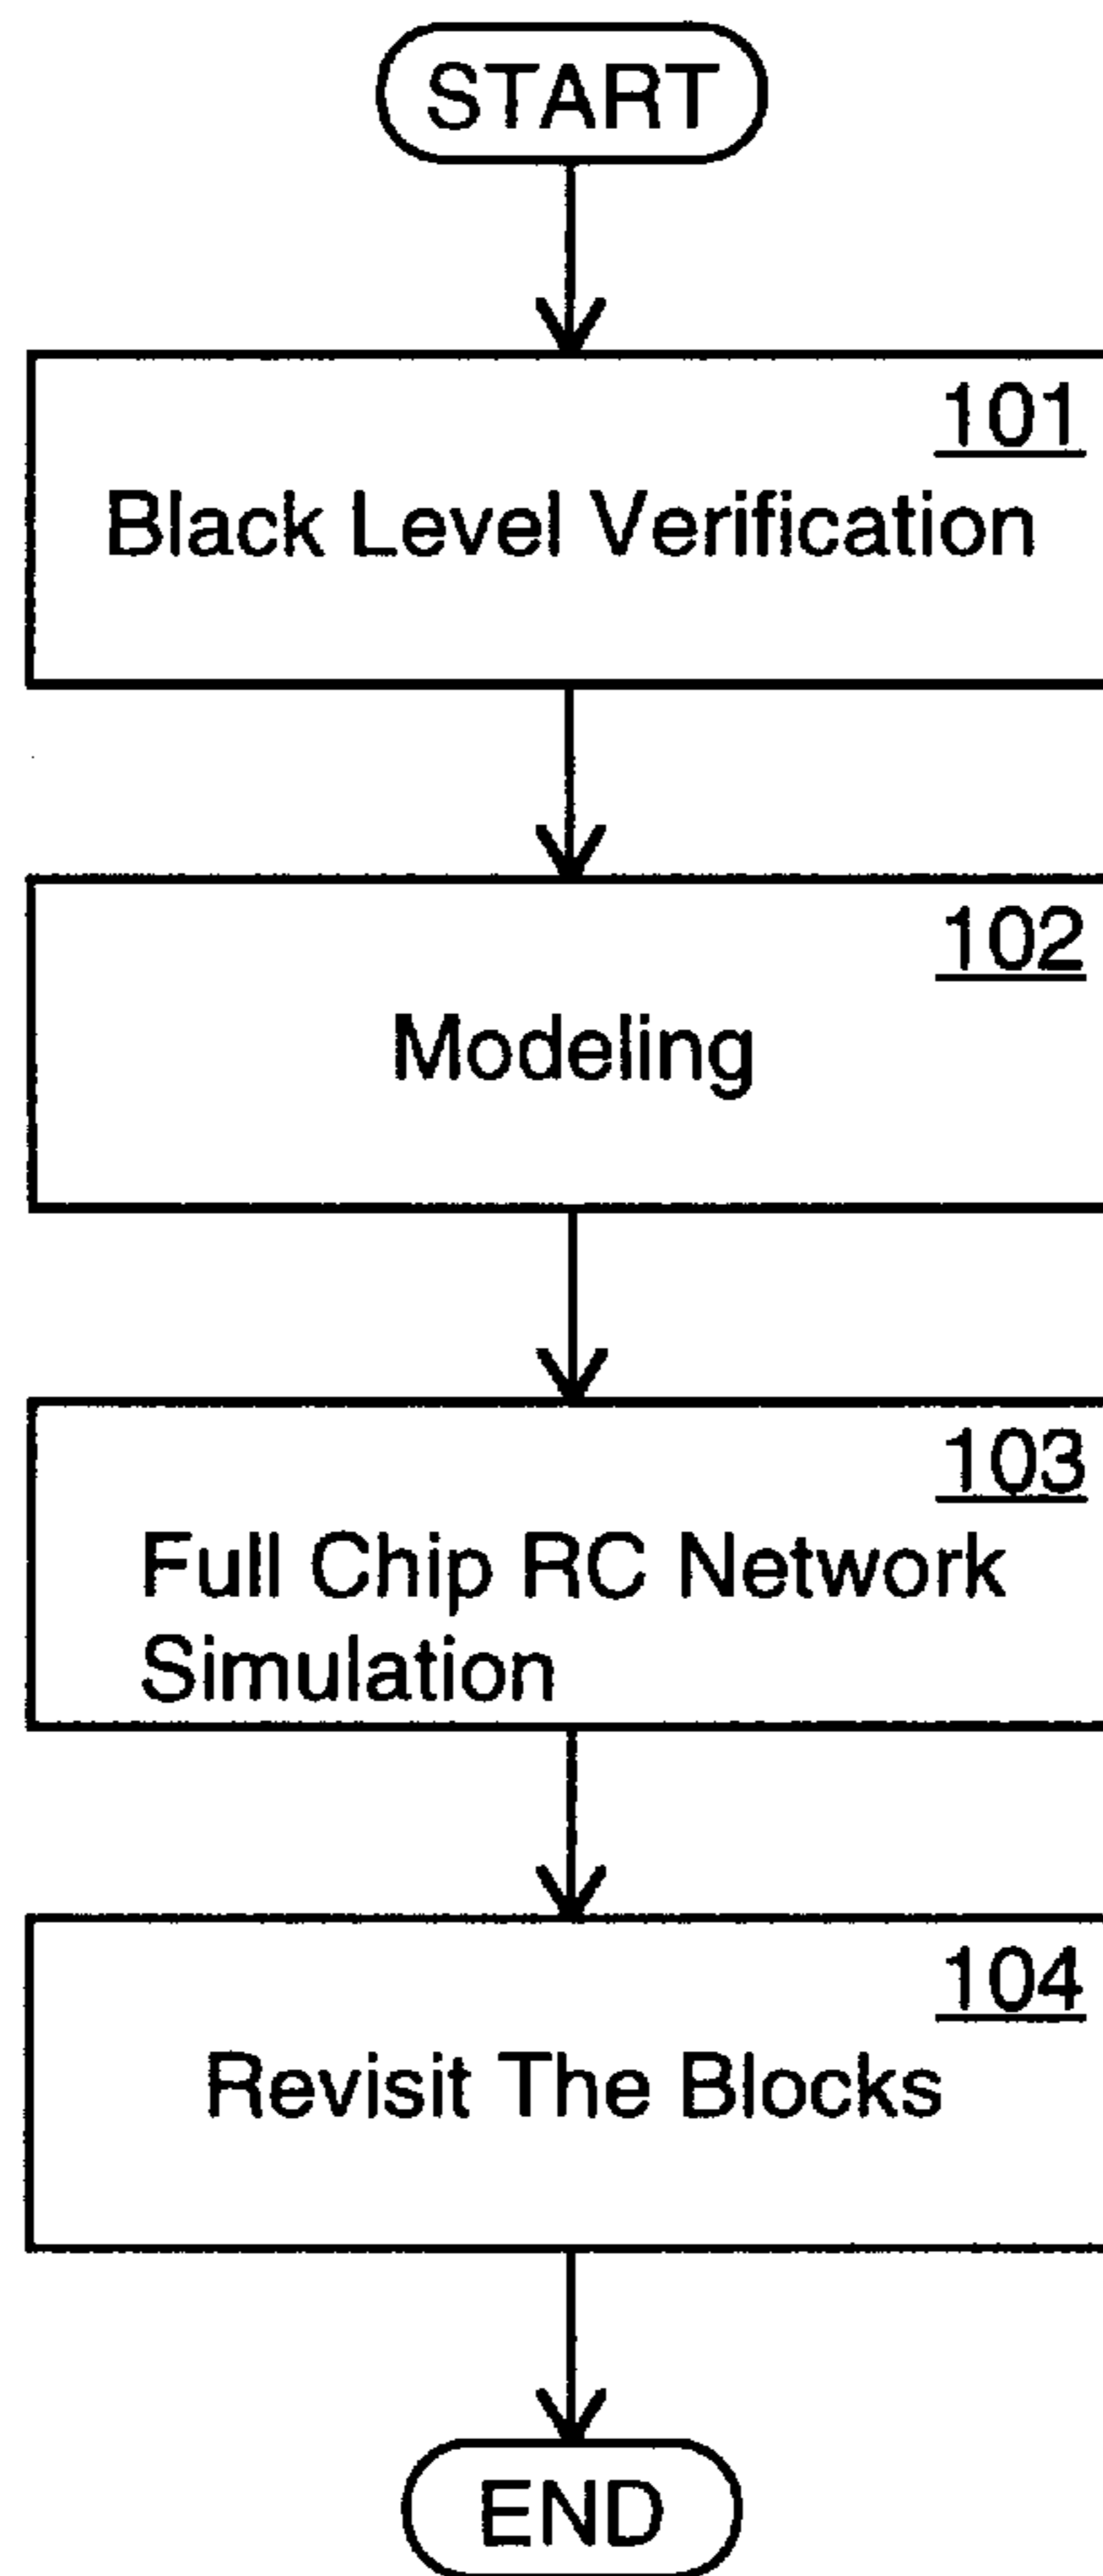 START
101
Black Level Verification
102
Modeling
103
Full Chip RC Network
Simulation
104
Revisit The Blocks
END